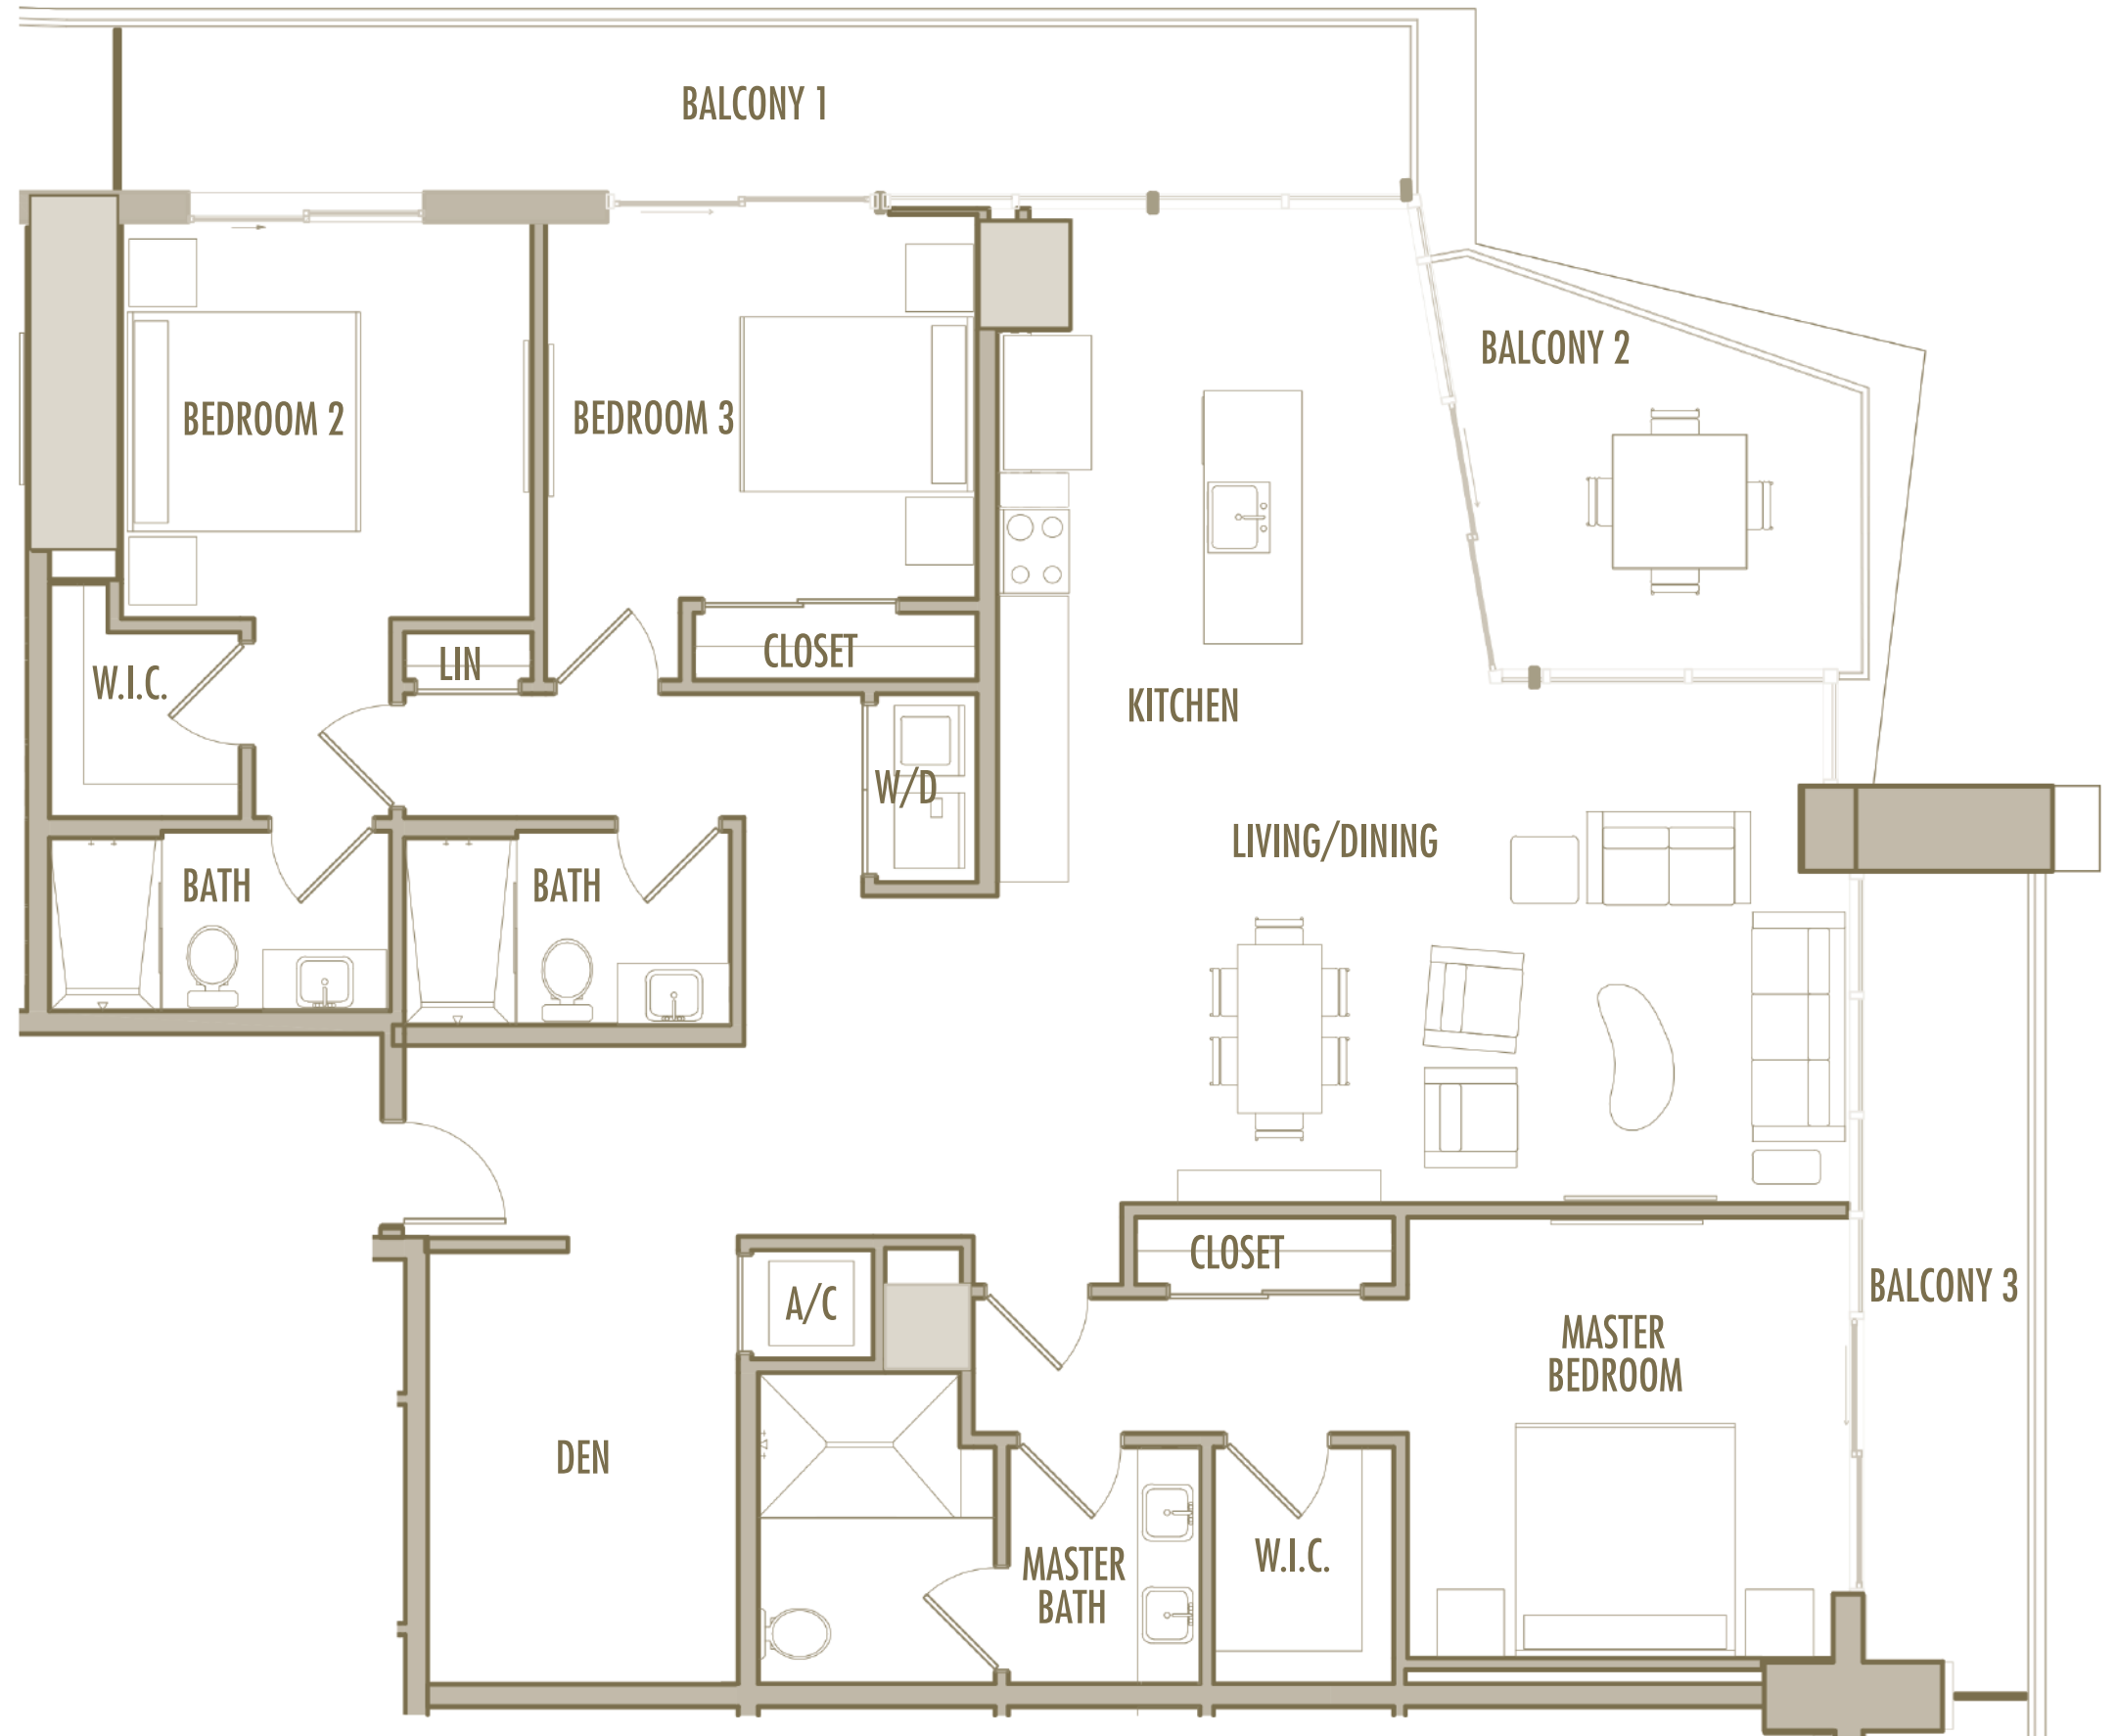 BALCONY 1
BALCONY 2
BEDROOM 2
BEDROOM 3
LIN
CLOSET
W.I.C.
KITCHEN
W/D
LIVING/DINING
BATH
BATH
CLOSET
BALCONY 3
A/C
MASTER
BEDROOM
DEN
MASTER
BATH
W.I.C.